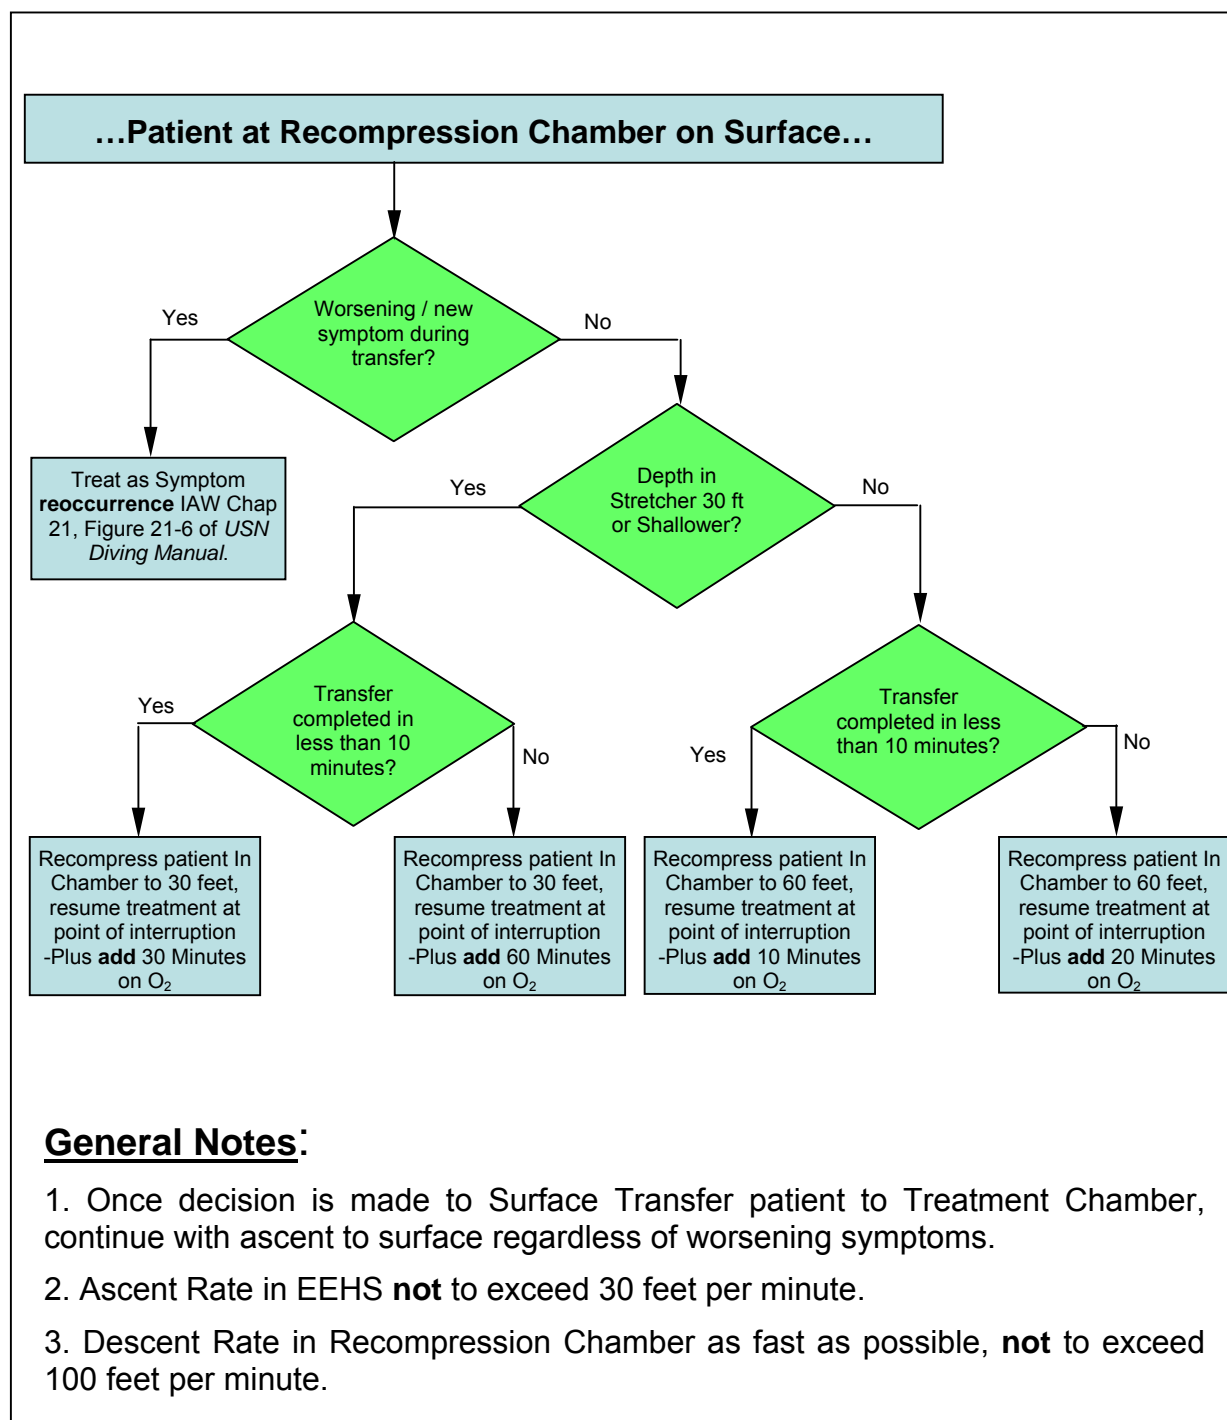 …Patient at Recompression Chamber on Surface…
Worsening / new
symptom during
transfer?
Yes
No
Treat as Symptom
reoccurrence IAW Chap
21, Figure 21-6 of USN
Diving Manual.
Depth in
Stretcher 30 ft
or Shallower?
Yes
No
Transfer
completed in
less than 10
minutes?
Yes
No
Transfer
completed in less
than 10 minutes?
Yes
No
Recompress patient In
Chamber to 30 feet,
resume treatment at
point of interruption
-Plus add 30 Minutes
on O₂
Recompress patient In
Chamber to 30 feet,
resume treatment at
point of interruption
-Plus add 60 Minutes
on O₂
Recompress patient In
Chamber to 60 feet,
resume treatment at
point of interruption
-Plus add 10 Minutes
on O₂
Recompress patient In
Chamber to 60 feet,
resume treatment at
point of interruption
-Plus add 20 Minutes
on O₂
General Notes:
1. Once decision is made to Surface Transfer patient to Treatment Chamber,
continue with ascent to surface regardless of worsening symptoms.
2. Ascent Rate in EEHS not to exceed 30 feet per minute.
3. Descent Rate in Recompression Chamber as fast as possible, not to exceed
100 feet per minute.